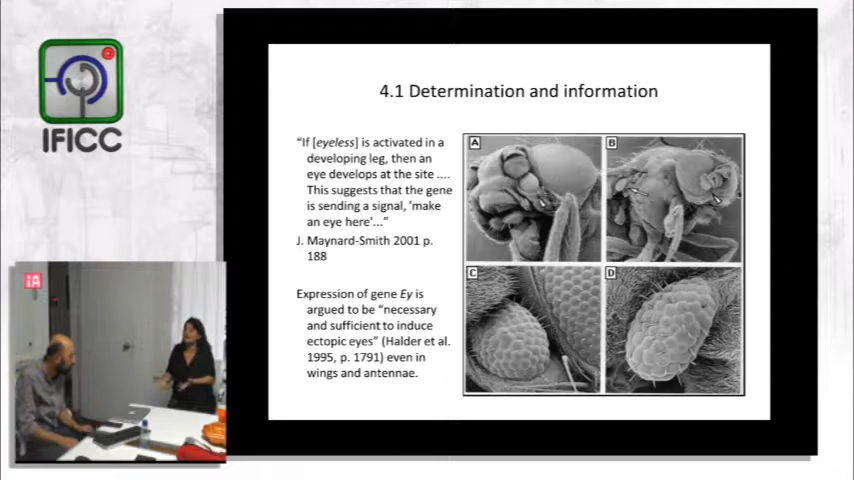 IFICC
iA
4.1 Determination and information
“If [eyeless] is activated in a
developing leg, then an
eye develops at the site ....
This suggests that the gene
is sending a signal, 'make
an eye here'...”
J. Maynard-Smith 2001 p.
188
Expression of gene Ey is
argued to be “necessary
and sufficient to induce
ectopic eyes” (Halder et al.
1995, p. 1791) even in
wings and antennae.
A
B
C
D